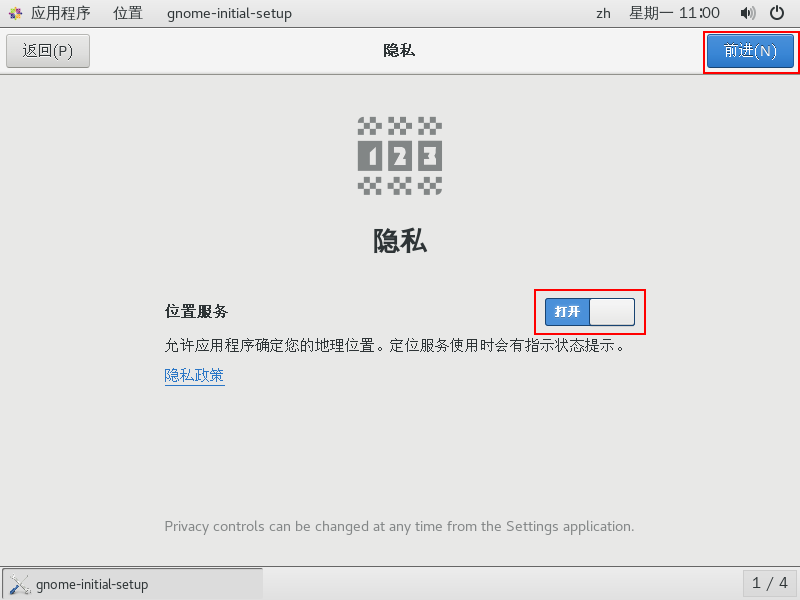 应用程序 位置 gnome-initial-setup zh 星期一 11∶00
返回(P) 隐私 前进(N)
1 2 3
隐私
位置服务 打开
允许应用程序确定您的地理位置。定位服务使用时会有指示状态提示。
隐私政策
Privacy controls can be changed at any time from the Settings application.
gnome-initial-setup 1 / 4